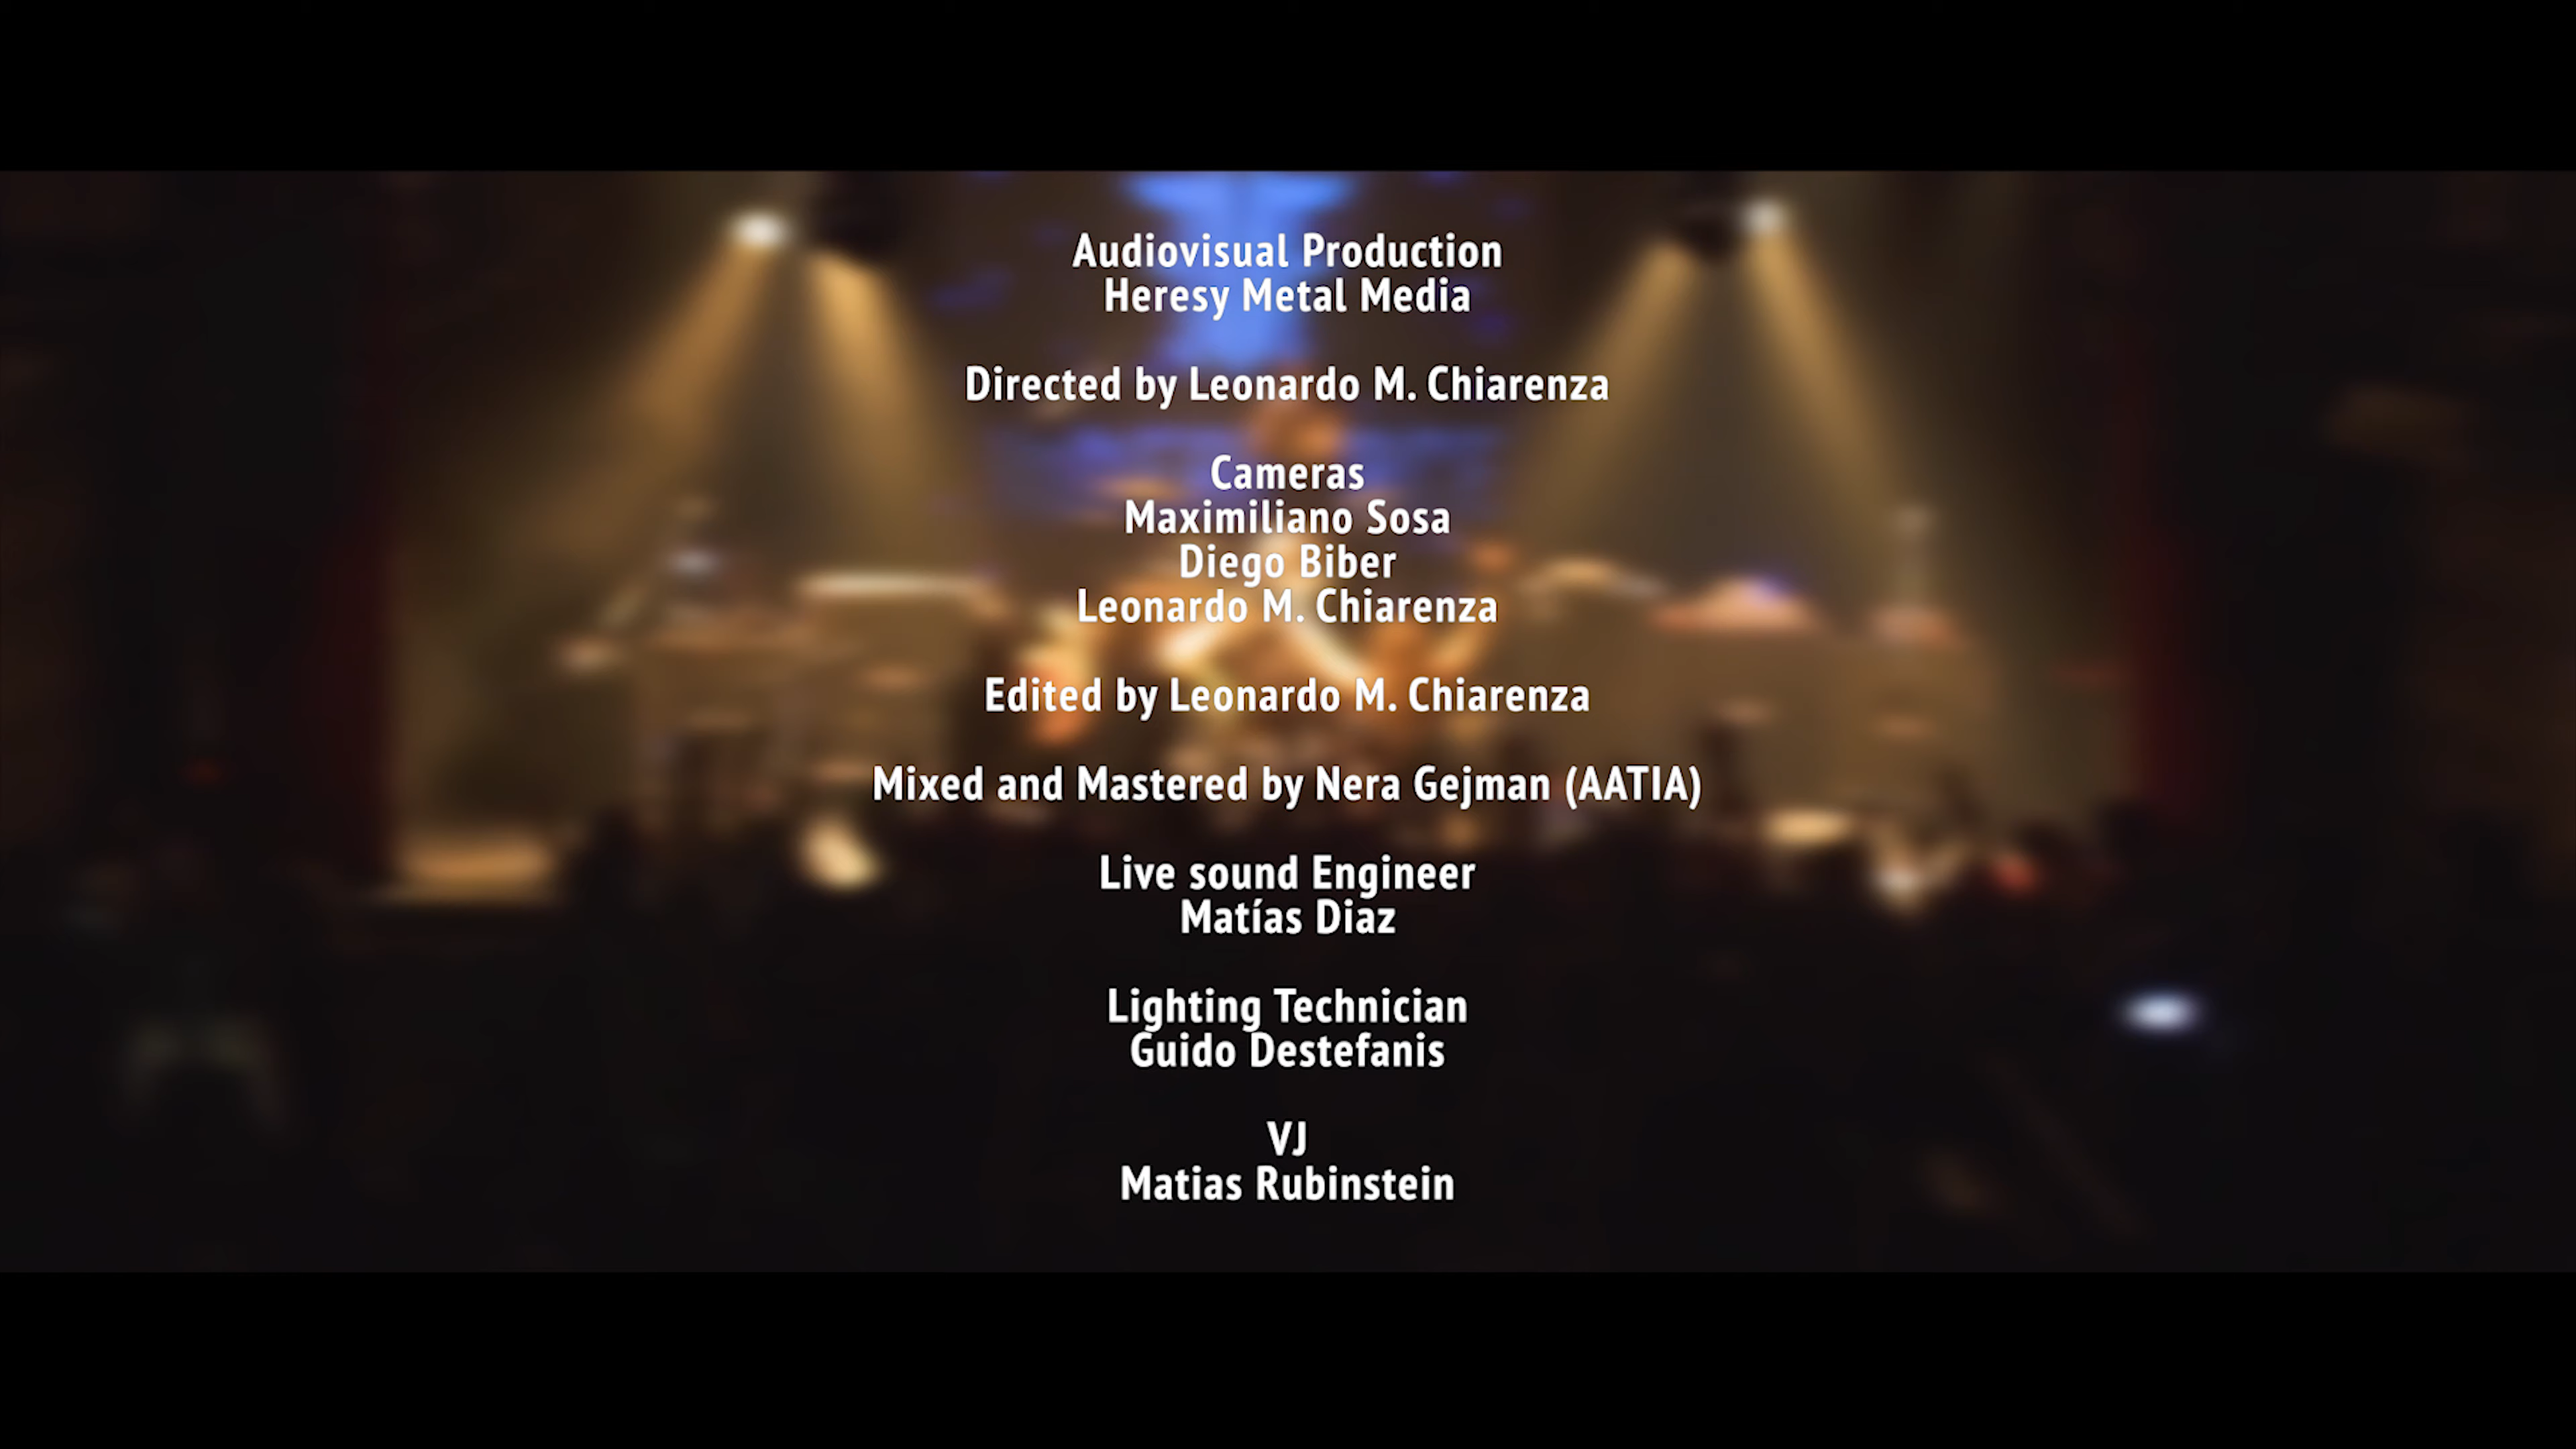 Audiovisual Production
Heresy Metal Media
Directed by Leonardo M. Chiarenza
Cameras
Maximiliano Sosa
Diego Biber
Leonardo M. Chiarenza
Edited by Leonardo M. Chiarenza
Mixed and Mastered by Nera Gejman (AATIA)
Live sound Engineer
Matías Diaz
Lighting Technician
Guido Destefanis
VJ
Matias Rubinstein